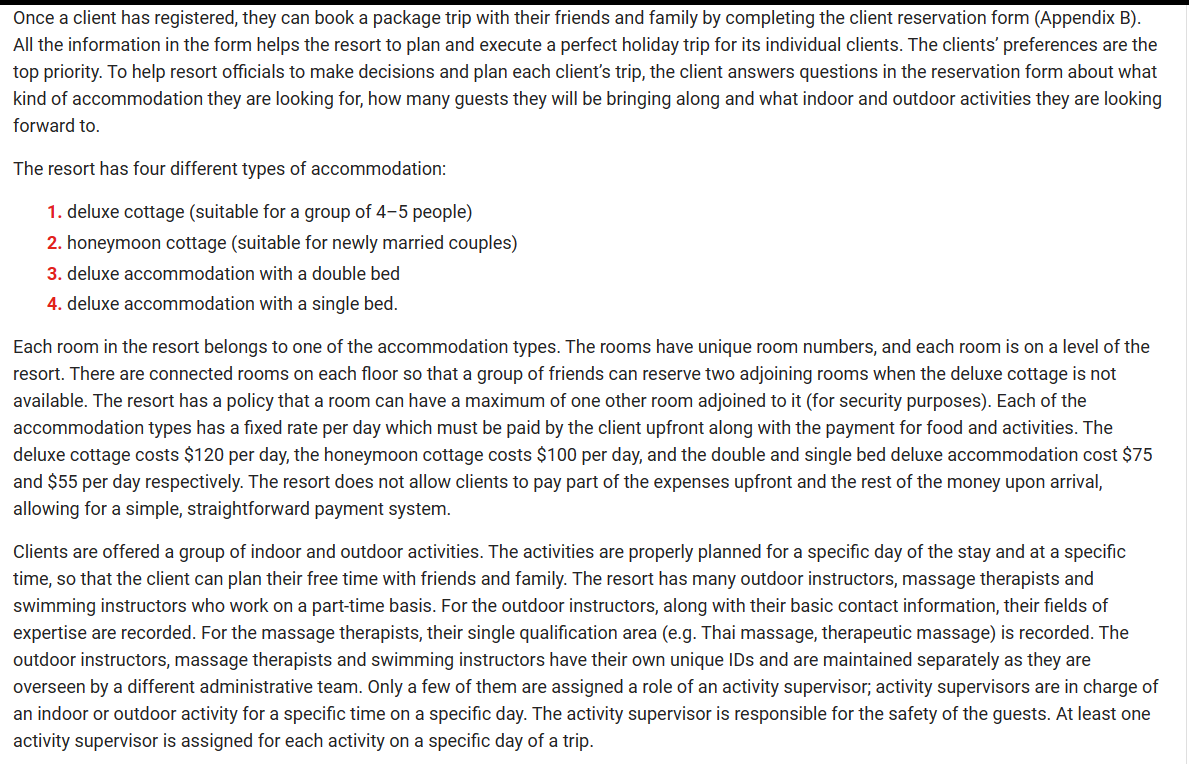 Once a client has registered, they can book a package trip with their friends and family by completing the client reservation form (Appendix B).
All the information in the form helps the resort to plan and execute a perfect holiday trip for its individual clients. The clients’ preferences are the
top priority. To help resort officials to make decisions and plan each client’s trip, the client answers questions in the reservation form about what
kind of accommodation they are looking for, how many guests they will be bringing along and what indoor and outdoor activities they are looking
forward to.
The resort has four different types of accommodation:
1. deluxe cottage (suitable for a group of 4–5 people)
2. honeymoon cottage (suitable for newly married couples)
3. deluxe accommodation with a double bed
4. deluxe accommodation with a single bed.
Each room in the resort belongs to one of the accommodation types. The rooms have unique room numbers, and each room is on a level of the
resort. There are connected rooms on each floor so that a group of friends can reserve two adjoining rooms when the deluxe cottage is not
available. The resort has a policy that a room can have a maximum of one other room adjoined to it (for security purposes). Each of the
accommodation types has a fixed rate per day which must be paid by the client upfront along with the payment for food and activities. The
deluxe cottage costs $120 per day, the honeymoon cottage costs $100 per day, and the double and single bed deluxe accommodation cost $75
and $55 per day respectively. The resort does not allow clients to pay part of the expenses upfront and the rest of the money upon arrival,
allowing for a simple, straightforward payment system.
Clients are offered a group of indoor and outdoor activities. The activities are properly planned for a specific day of the stay and at a specific
time, so that the client can plan their free time with friends and family. The resort has many outdoor instructors, massage therapists and
swimming instructors who work on a part-time basis. For the outdoor instructors, along with their basic contact information, their fields of
expertise are recorded. For the massage therapists, their single qualification area (e.g. Thai massage, therapeutic massage) is recorded. The
outdoor instructors, massage therapists and swimming instructors have their own unique IDs and are maintained separately as they are
overseen by a different administrative team. Only a few of them are assigned a role of an activity supervisor; activity supervisors are in charge of
an indoor or outdoor activity for a specific time on a specific day. The activity supervisor is responsible for the safety of the guests. At least one
activity supervisor is assigned for each activity on a specific day of a trip.